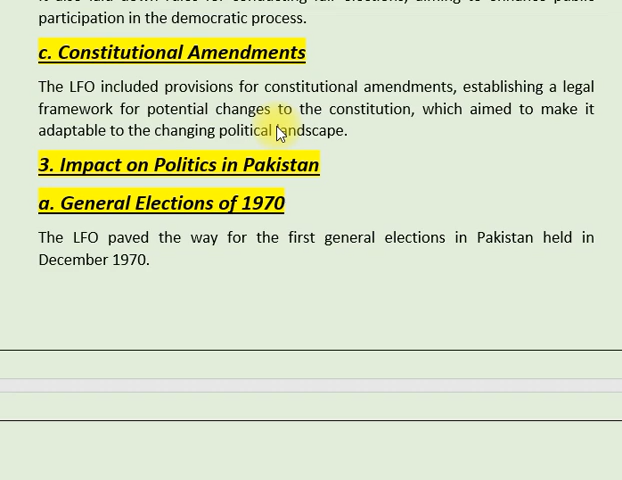 participation in the democratic process.
c. Constitutional Amendments
The LFO included provisions for constitutional amendments, establishing a legal
framework for potential changes to the constitution, which aimed to make it
adaptable to the changing political landscape.
3. Impact on Politics in Pakistan
a. General Elections of 1970
The LFO paved the way for the first general elections in Pakistan held in
December 1970.